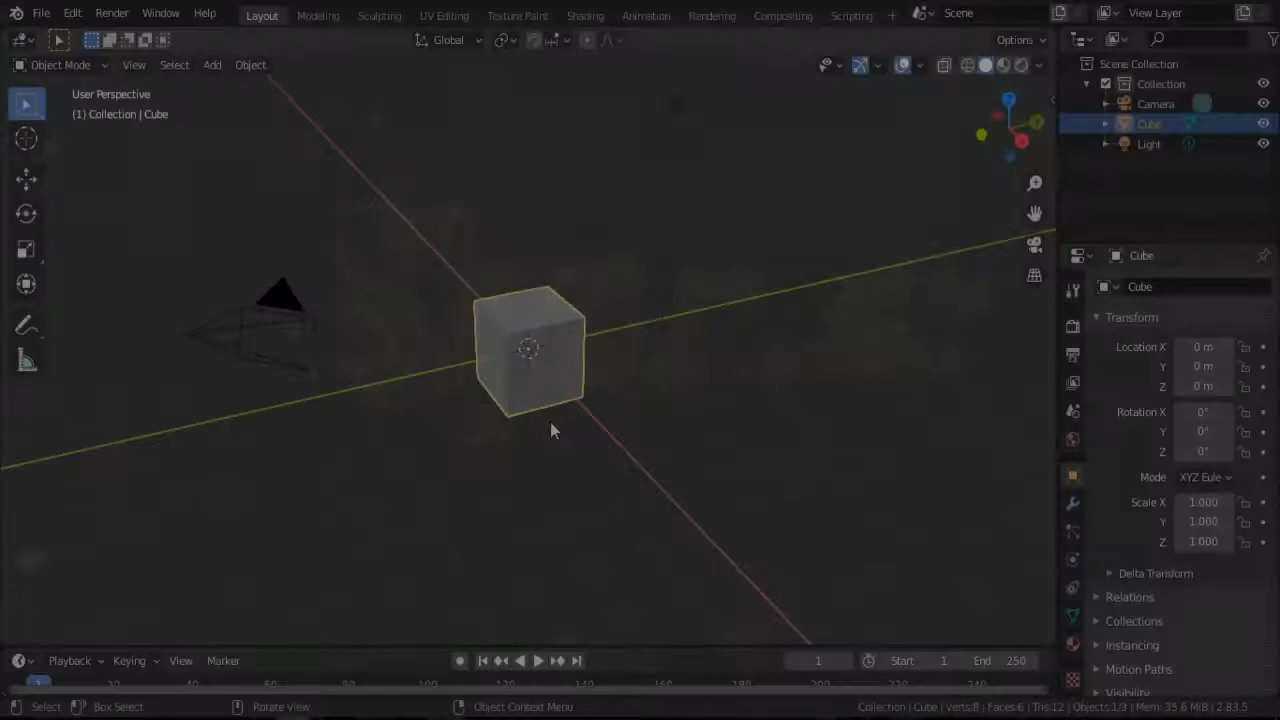 File Edit Render Window Help Layout Modeling Sculpting UV Editing Texture Paint Shading Animation Rendering Compositing Scripting + Scene View Layer
Global Options
Object Mode View Select Add Object
User Perspective
(1) Collection | Cube
Z
Y
X
Scene Collection
Collection
Camera
Cube
Light
Cube
Cube
Transform
Location X 0 m
Y 0 m
Z 0 m
Rotation X 0°
Y 0°
Z 0°
Mode XYZ Eule
Scale X 1.000
Y 1.000
Z 1.000
Delta Transform
Relations
Collections
Instancing
Motion Paths
Visibility
Playback Keying View Marker 1 Start 1 End 250
Select Box Select Rotate View Object Context Menu Collection | Cube | Verts:8 | Faces:6 | Tris:12 | Objects:1/3 | Mem: 35.6 MiB | 2.83.5